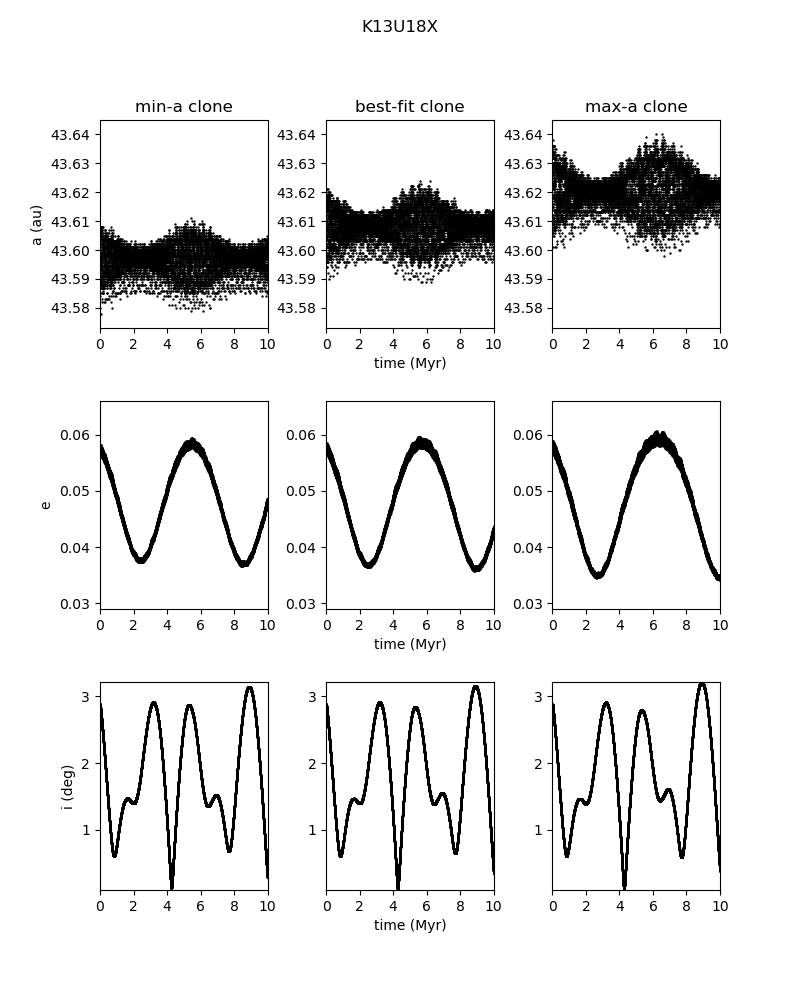 K13U18X
min-a clone best-fit clone max-a clone
43.64 43.64 43.64
43.63 43.63 43.63
43.62 43.62 43.62
43.61 43.61 43.61
43.60 43.60 43.60
43.59 43.59 43.59
43.58 43.58 43.58
a (au)
0 2 4 6 8 10 0 2 4 6 8 10 0 2 4 6 8 10
time (Myr)
0.06 0.06 0.06
0.05 0.05 0.05
0.04 0.04 0.04
0.03 0.03 0.03
e
0 2 4 6 8 10 0 2 4 6 8 10 0 2 4 6 8 10
time (Myr)
3 3 3
2 2 2
1 1 1
i (deg)
0 2 4 6 8 10 0 2 4 6 8 10 0 2 4 6 8 10
time (Myr)